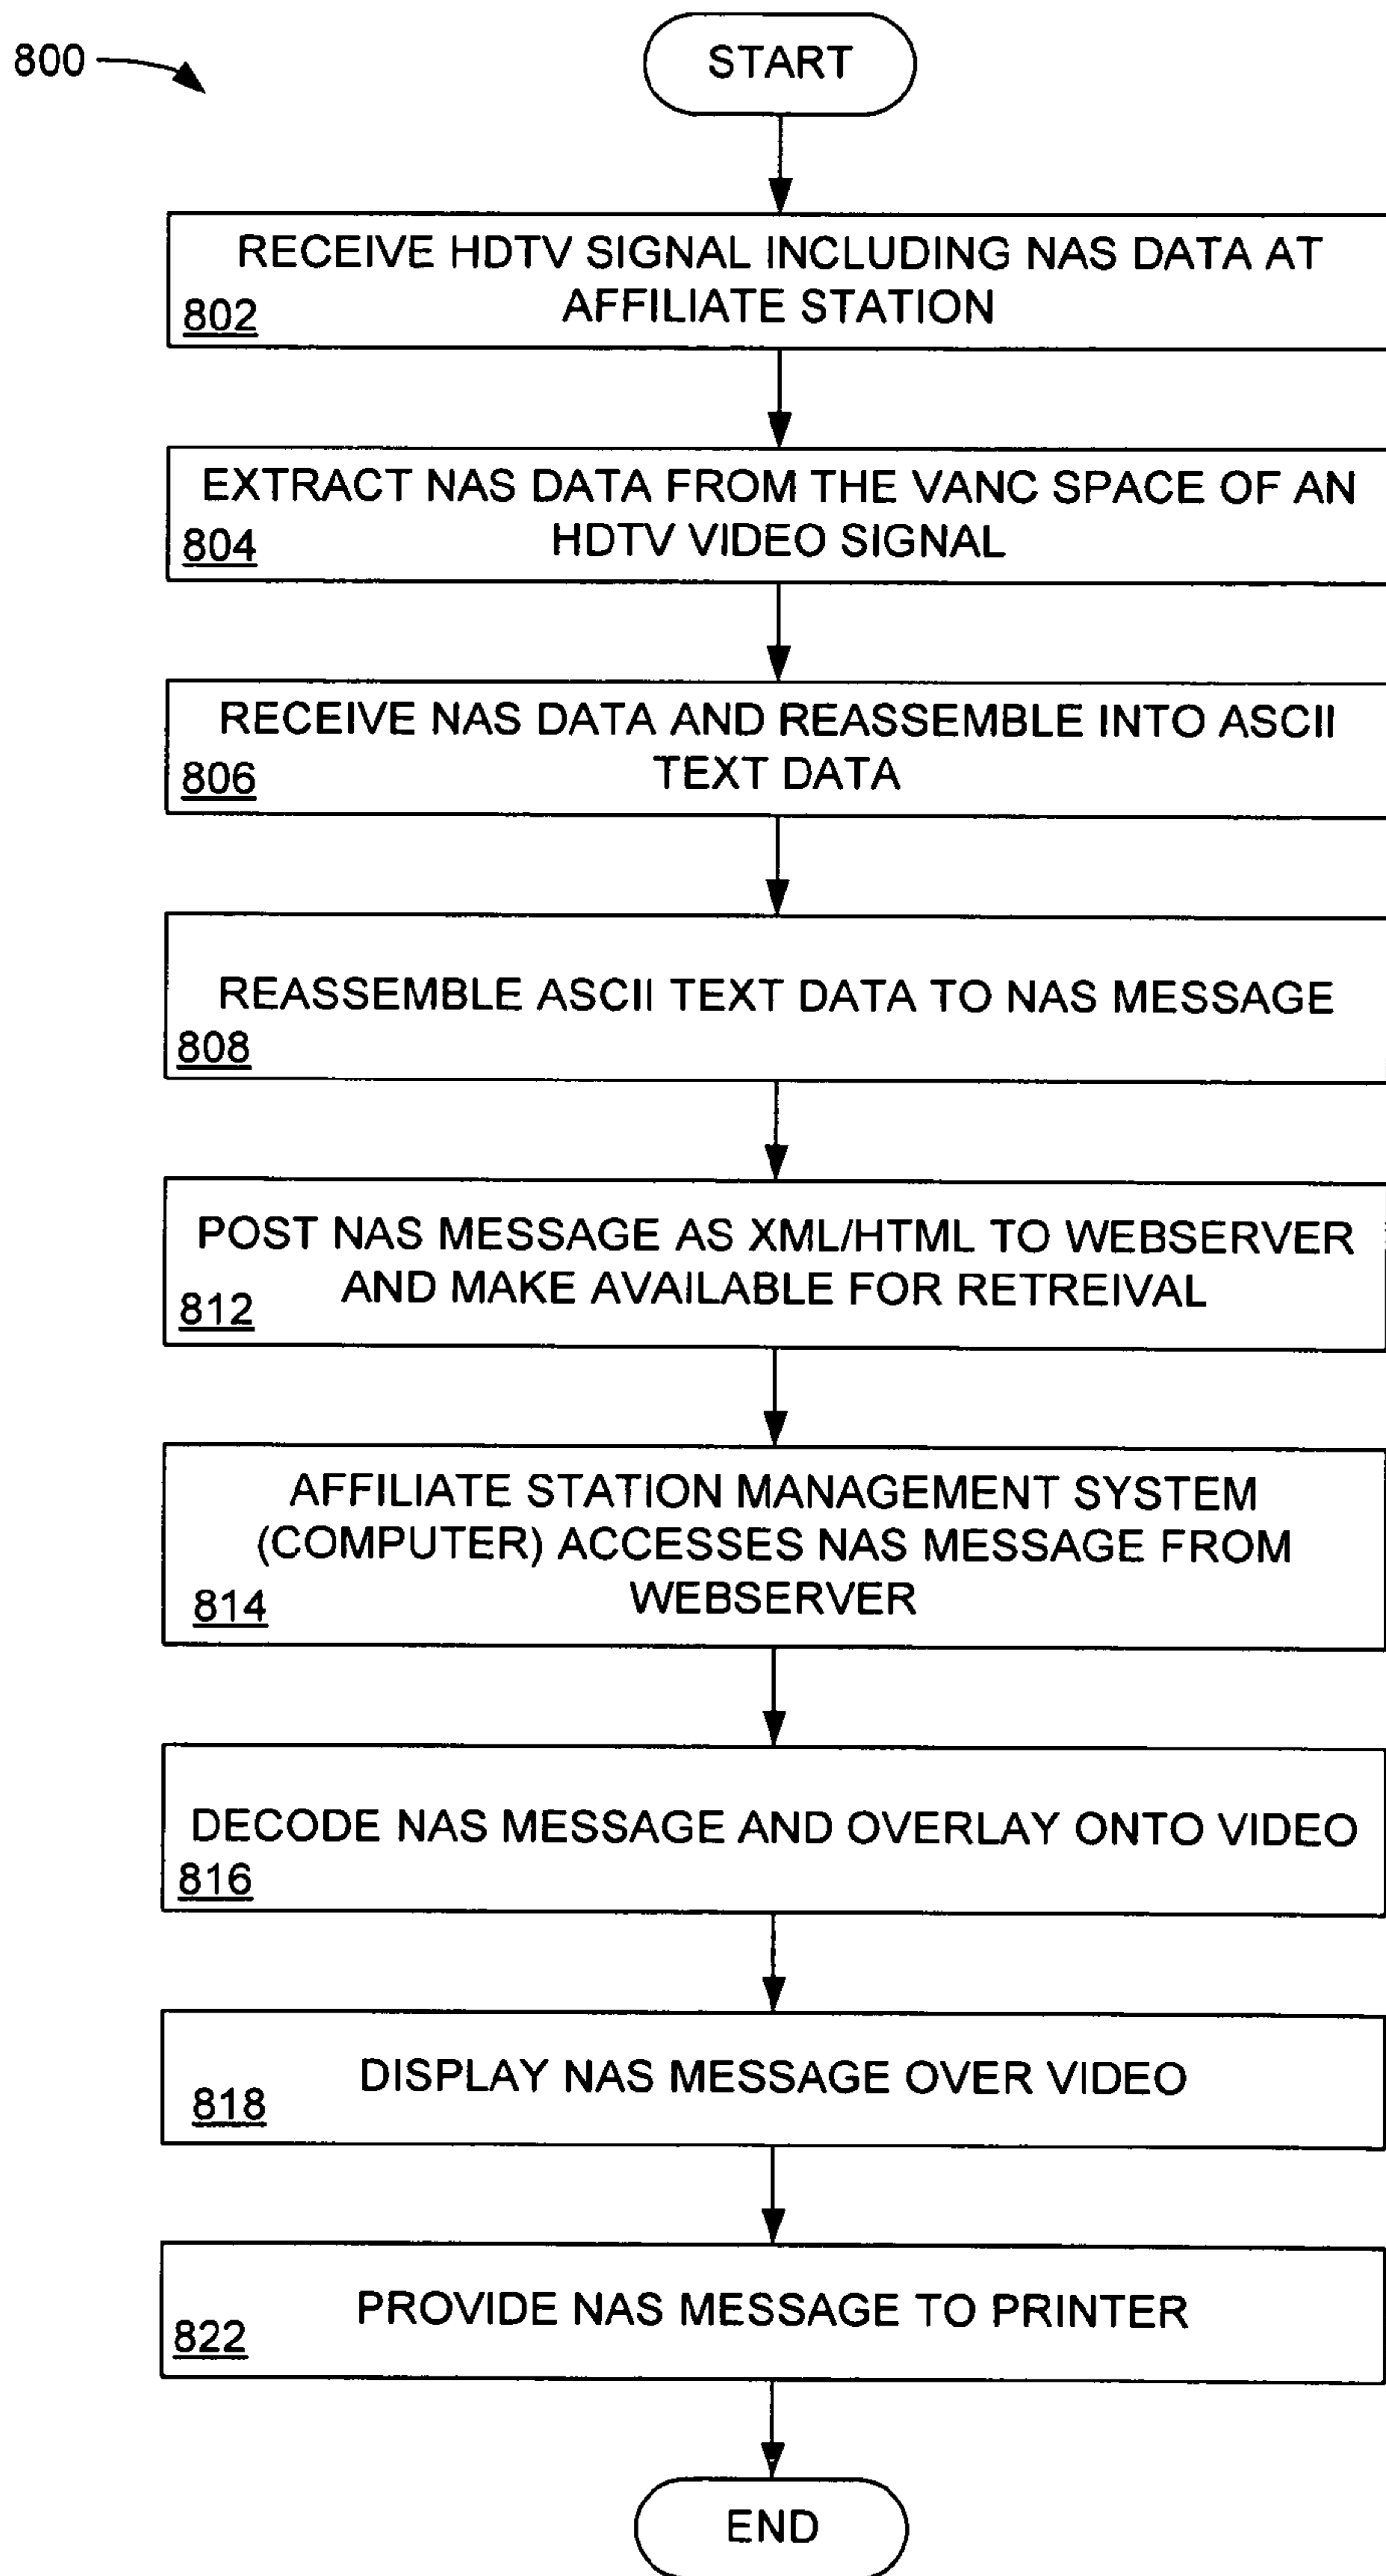 800
START
RECEIVE HDTV SIGNAL INCLUDING NAS DATA AT
AFFILIATE STATION
802
EXTRACT NAS DATA FROM THE VANC SPACE OF AN
HDTV VIDEO SIGNAL
804
RECEIVE NAS DATA AND REASSEMBLE INTO ASCII
TEXT DATA
806
REASSEMBLE ASCII TEXT DATA TO NAS MESSAGE
808
POST NAS MESSAGE AS XML/HTML TO WEBSERVER
AND MAKE AVAILABLE FOR RETREIVAL
812
AFFILIATE STATION MANAGEMENT SYSTEM
(COMPUTER) ACCESSES NAS MESSAGE FROM
WEBSERVER
814
DECODE NAS MESSAGE AND OVERLAY ONTO VIDEO
816
DISPLAY NAS MESSAGE OVER VIDEO
818
PROVIDE NAS MESSAGE TO PRINTER
822
END